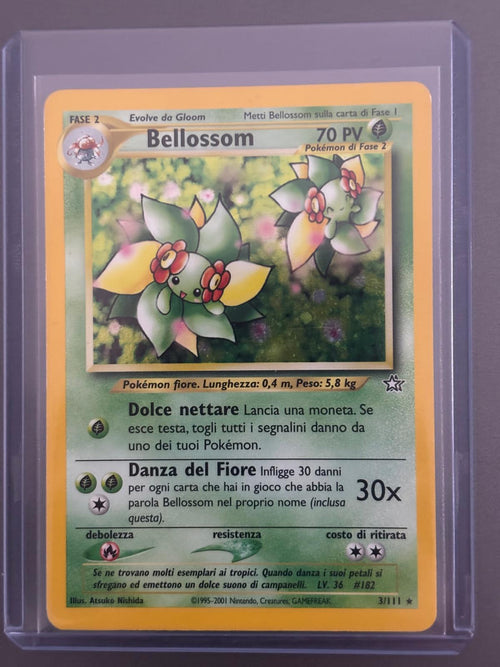 FASE 2 Evolve da Gloom Metti Bellossom sulla carta di Fase 1
Bellossom 70 PV
Pokémon di Fase 2
Pokémon fiore. Lunghezza: 0,4 m, Peso: 5,8 kg
Dolce nettare Lancia una moneta. Se
esce testa, togli tutti i segnalini danno da
uno dei tuoi Pokémon.
Danza del Fiore Infligge 30 danni
per ogni carta che hai in gioco che abbia la
parola Bellossom nel proprio nome (inclusa
questa).
30x
debolezza resistenza costo di ritirata
Se ne trovano molti esemplari ai tropici. Quando danza i suoi petali si
sfregano ed emettono un dolce suono di campanelli. LV. 36 #182
Illus. Atsuko Nishida ©1995-2001 Nintendo, Creatures, GAMEFREAK. 3/111 ★